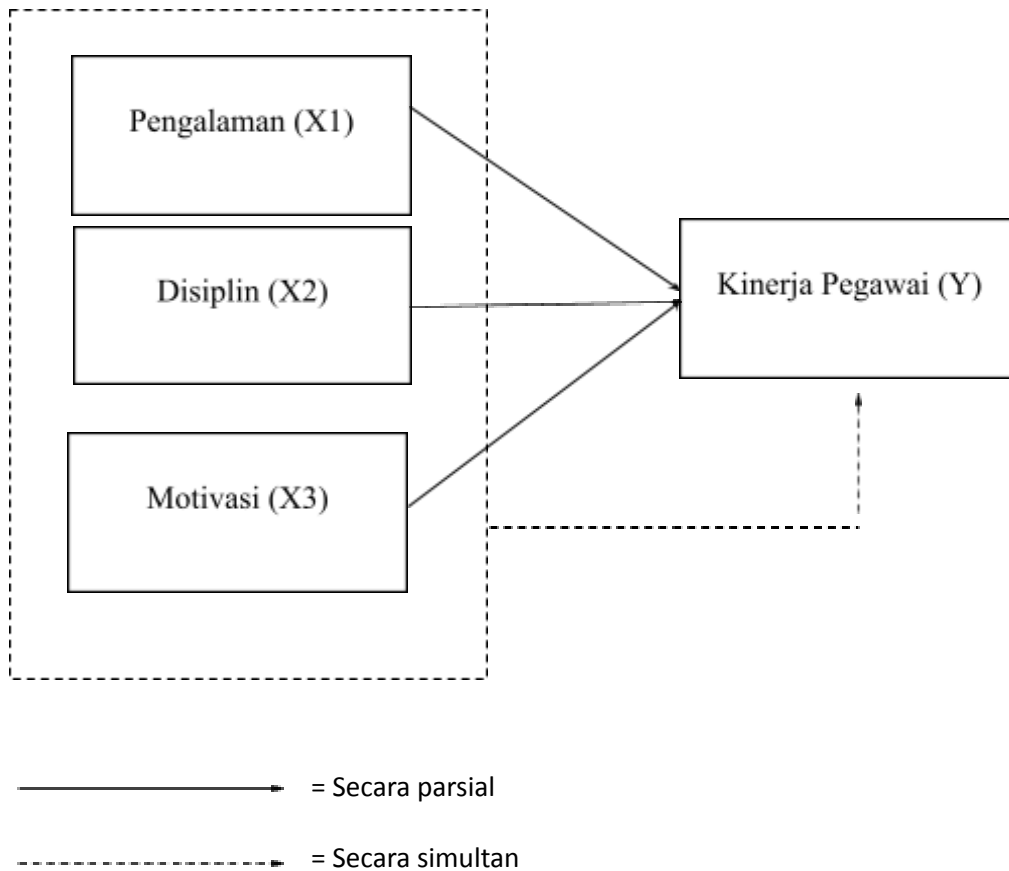 Pengalaman (X1)
Disiplin (X2)
Kinerja Pegawai (Y)
Motivasi (X3)
= Secara parsial
= Secara simultan